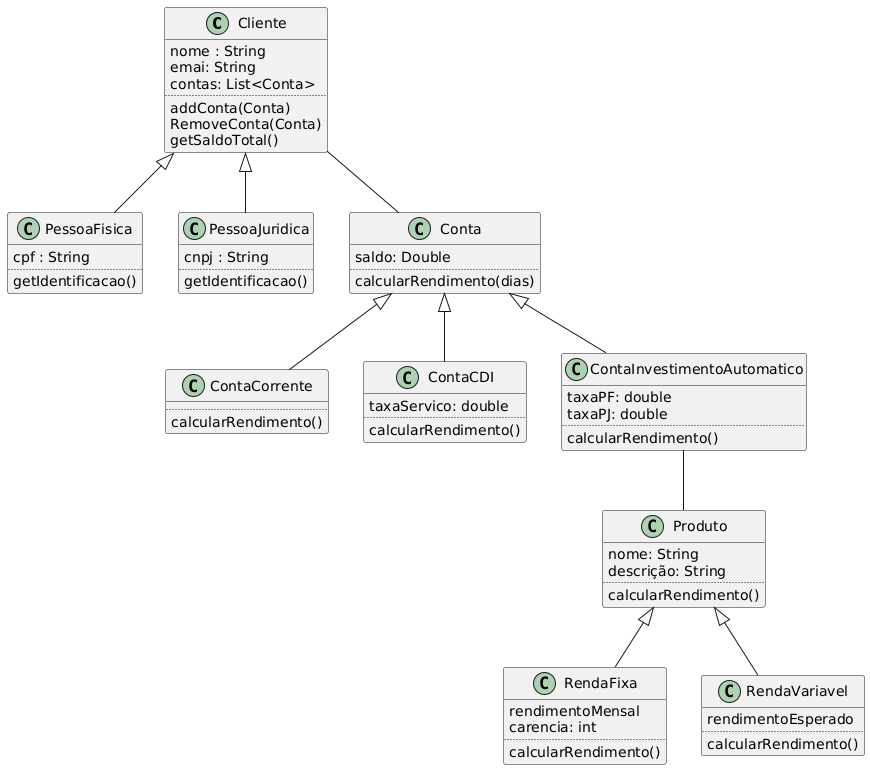 C Cliente
nome : String
emai: String
contas: List<Conta>
addConta(Conta)
RemoveConta(Conta)
getSaldoTotal()
C PessoaFisica
cpf : String
getIdentificacao()
C PessoaJuridica
cnpj : String
getIdentificacao()
C Conta
saldo: Double
calcularRendimento(dias)
C ContaCorrente
calcularRendimento()
C ContaCDI
taxaServico: double
calcularRendimento()
C ContaInvestimentoAutomatico
taxaPF: double
taxaPJ: double
calcularRendimento()
C Produto
nome: String
descrição: String
calcularRendimento()
C RendaFixa
rendimentoMensal
carencia: int
calcularRendimento()
C RendaVariavel
rendimentoEsperado
calcularRendimento()